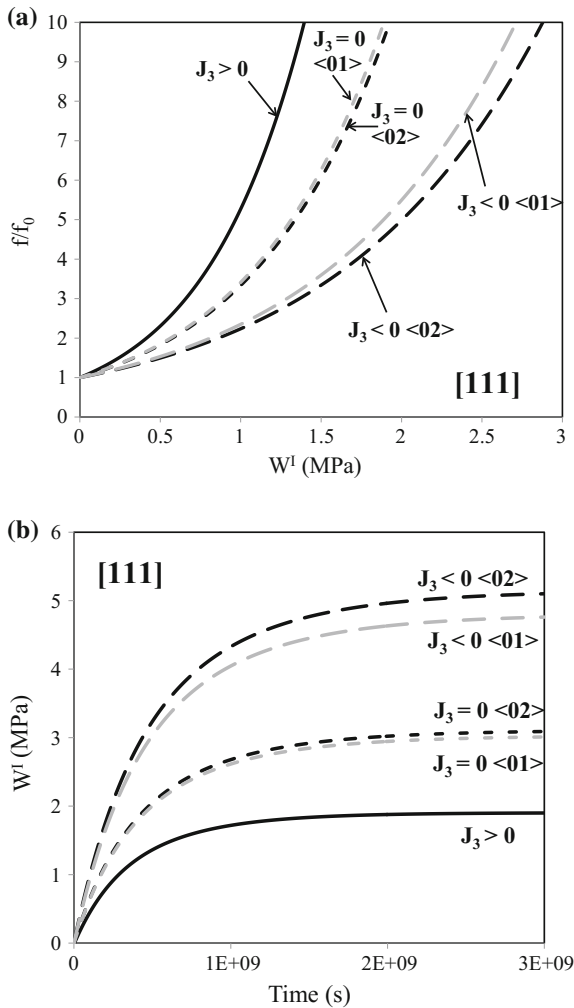 (a)
10
9
8
7
6
5
4
3
2
1
0
f/f₀
J₃ > 0
J₃ = 0
<01>
J₃ = 0
<02>
J₃ < 0 <01>
J₃ < 0 <02>
[111]
0
0.5
1
1.5
2
2.5
3
Wᴵ (MPa)
(b)
6
5
4
3
2
1
0
Wᴵ (MPa)
[111]
J₃ < 0 <02>
J₃ < 0 <01>
J₃ = 0 <02>
J₃ = 0 <01>
J₃ > 0
0
1E+09
2E+09
3E+09
Time (s)